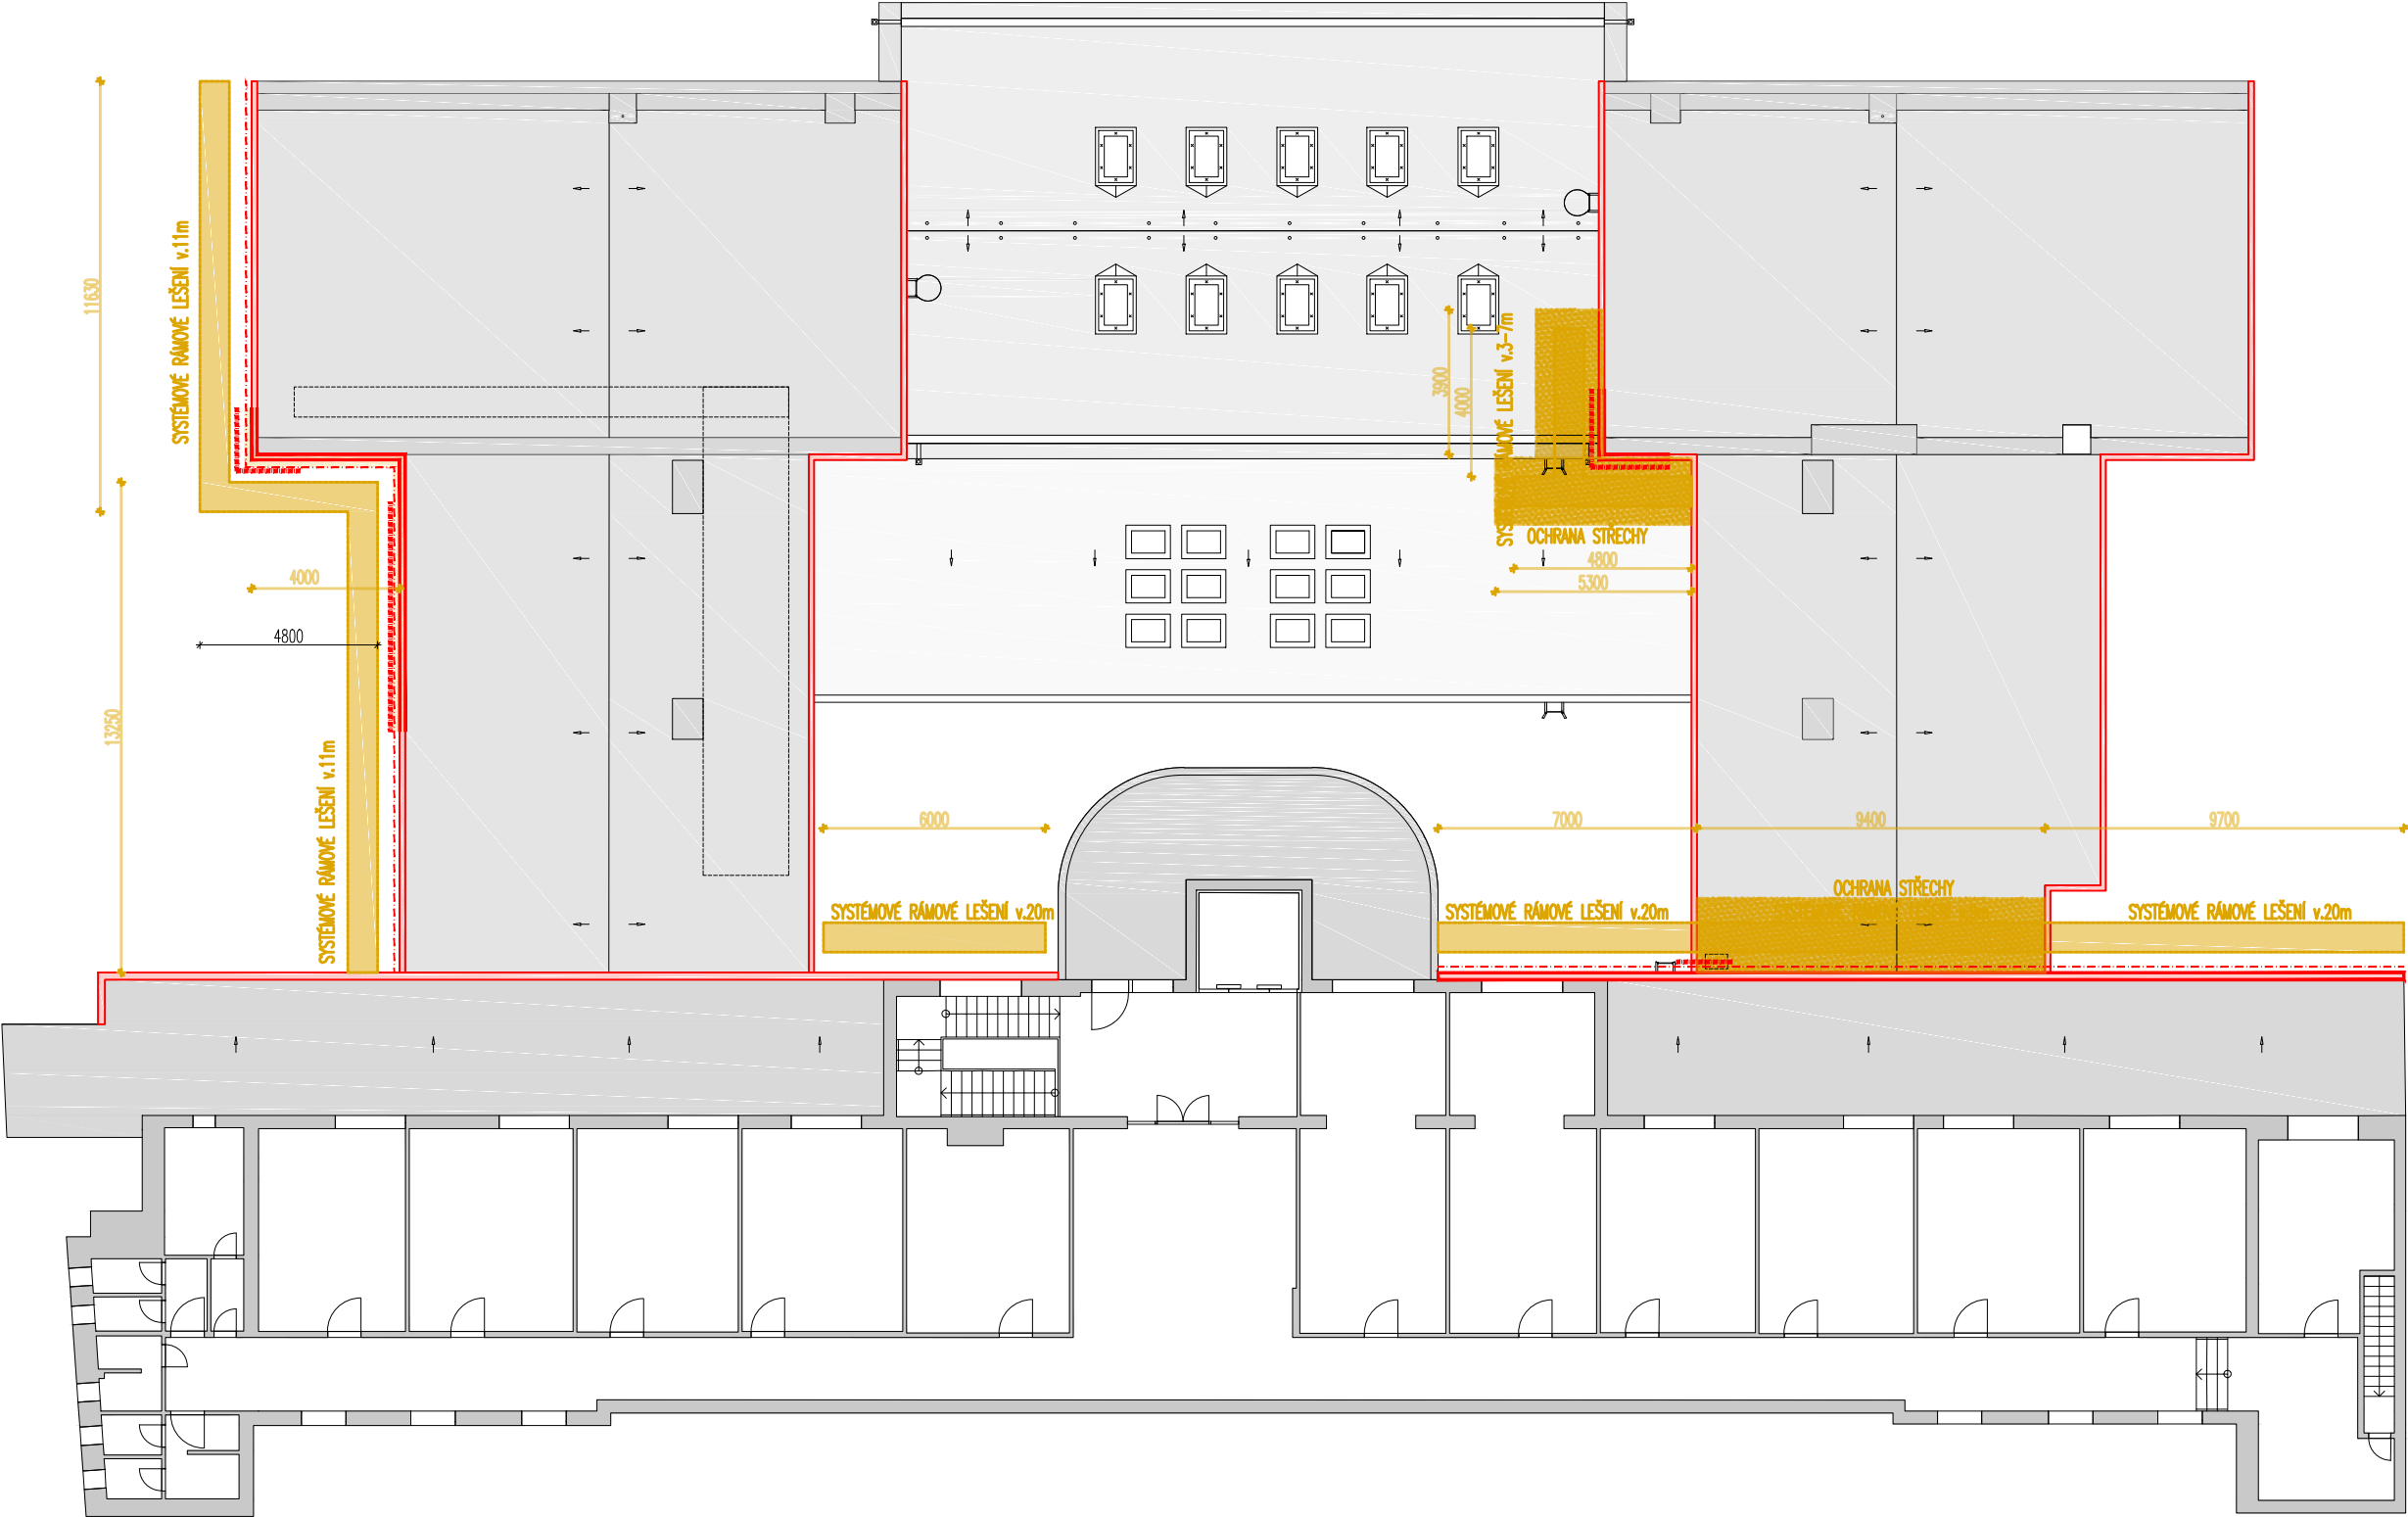 11630
SYSTÉMOVÉ RÁMOVÉ LEŠENÍ v.11m
3900
4000
SYSTÉMOVÉ RÁMOVÉ LEŠENÍ v.3-7m
OCHRANA STŘECHY
4800
5300
4000
4800
13250
SYSTÉMOVÉ RÁMOVÉ LEŠENÍ v.11m
6000
7000
9400
9700
OCHRANA STŘECHY
SYSTÉMOVÉ RÁMOVÉ LEŠENÍ v.20m
SYSTÉMOVÉ RÁMOVÉ LEŠENÍ v.20m
SYSTÉMOVÉ RÁMOVÉ LEŠENÍ v.20m